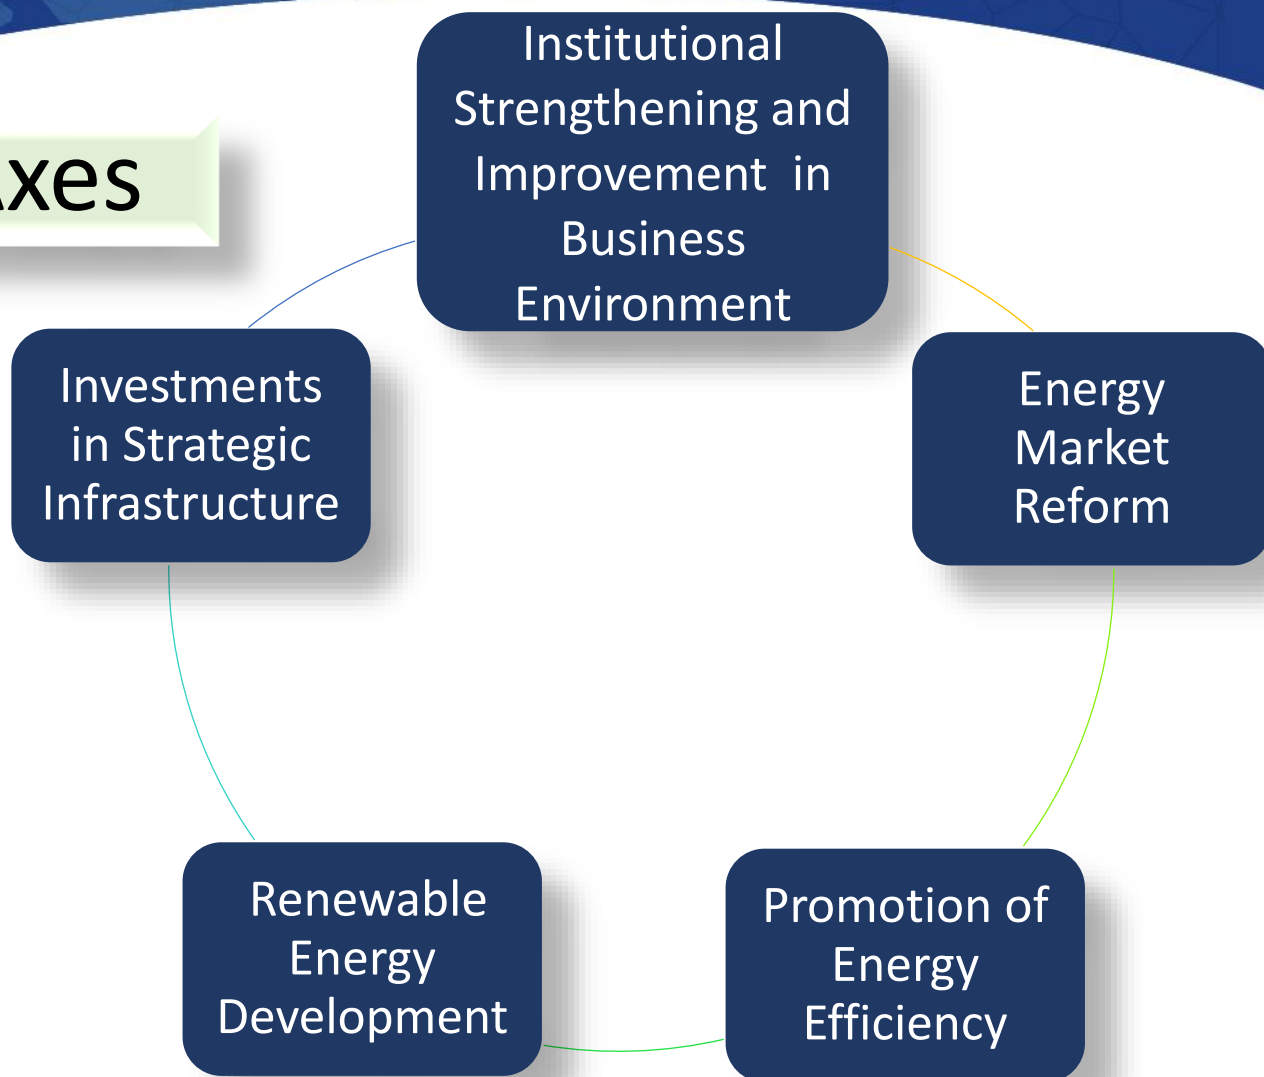 Institutional
Strengthening and
Improvement  in
Business
Environment
Axes
Investments
in Strategic
Infrastructure
Energy
Market
Reform
Renewable
Energy
Development
Promotion of
Energy
Efficiency